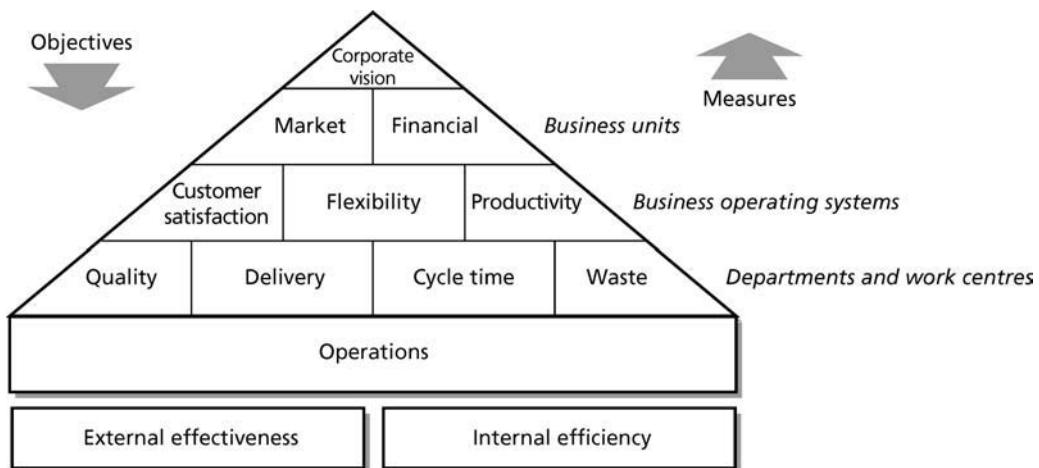 Objectives
Corporate
vision
Measures
Market
Financial
Business units
Customer
satisfaction
Flexibility
Productivity
Business operating systems
Quality
Delivery
Cycle time
Waste
Departments and work centres
Operations
External effectiveness
Internal efficiency